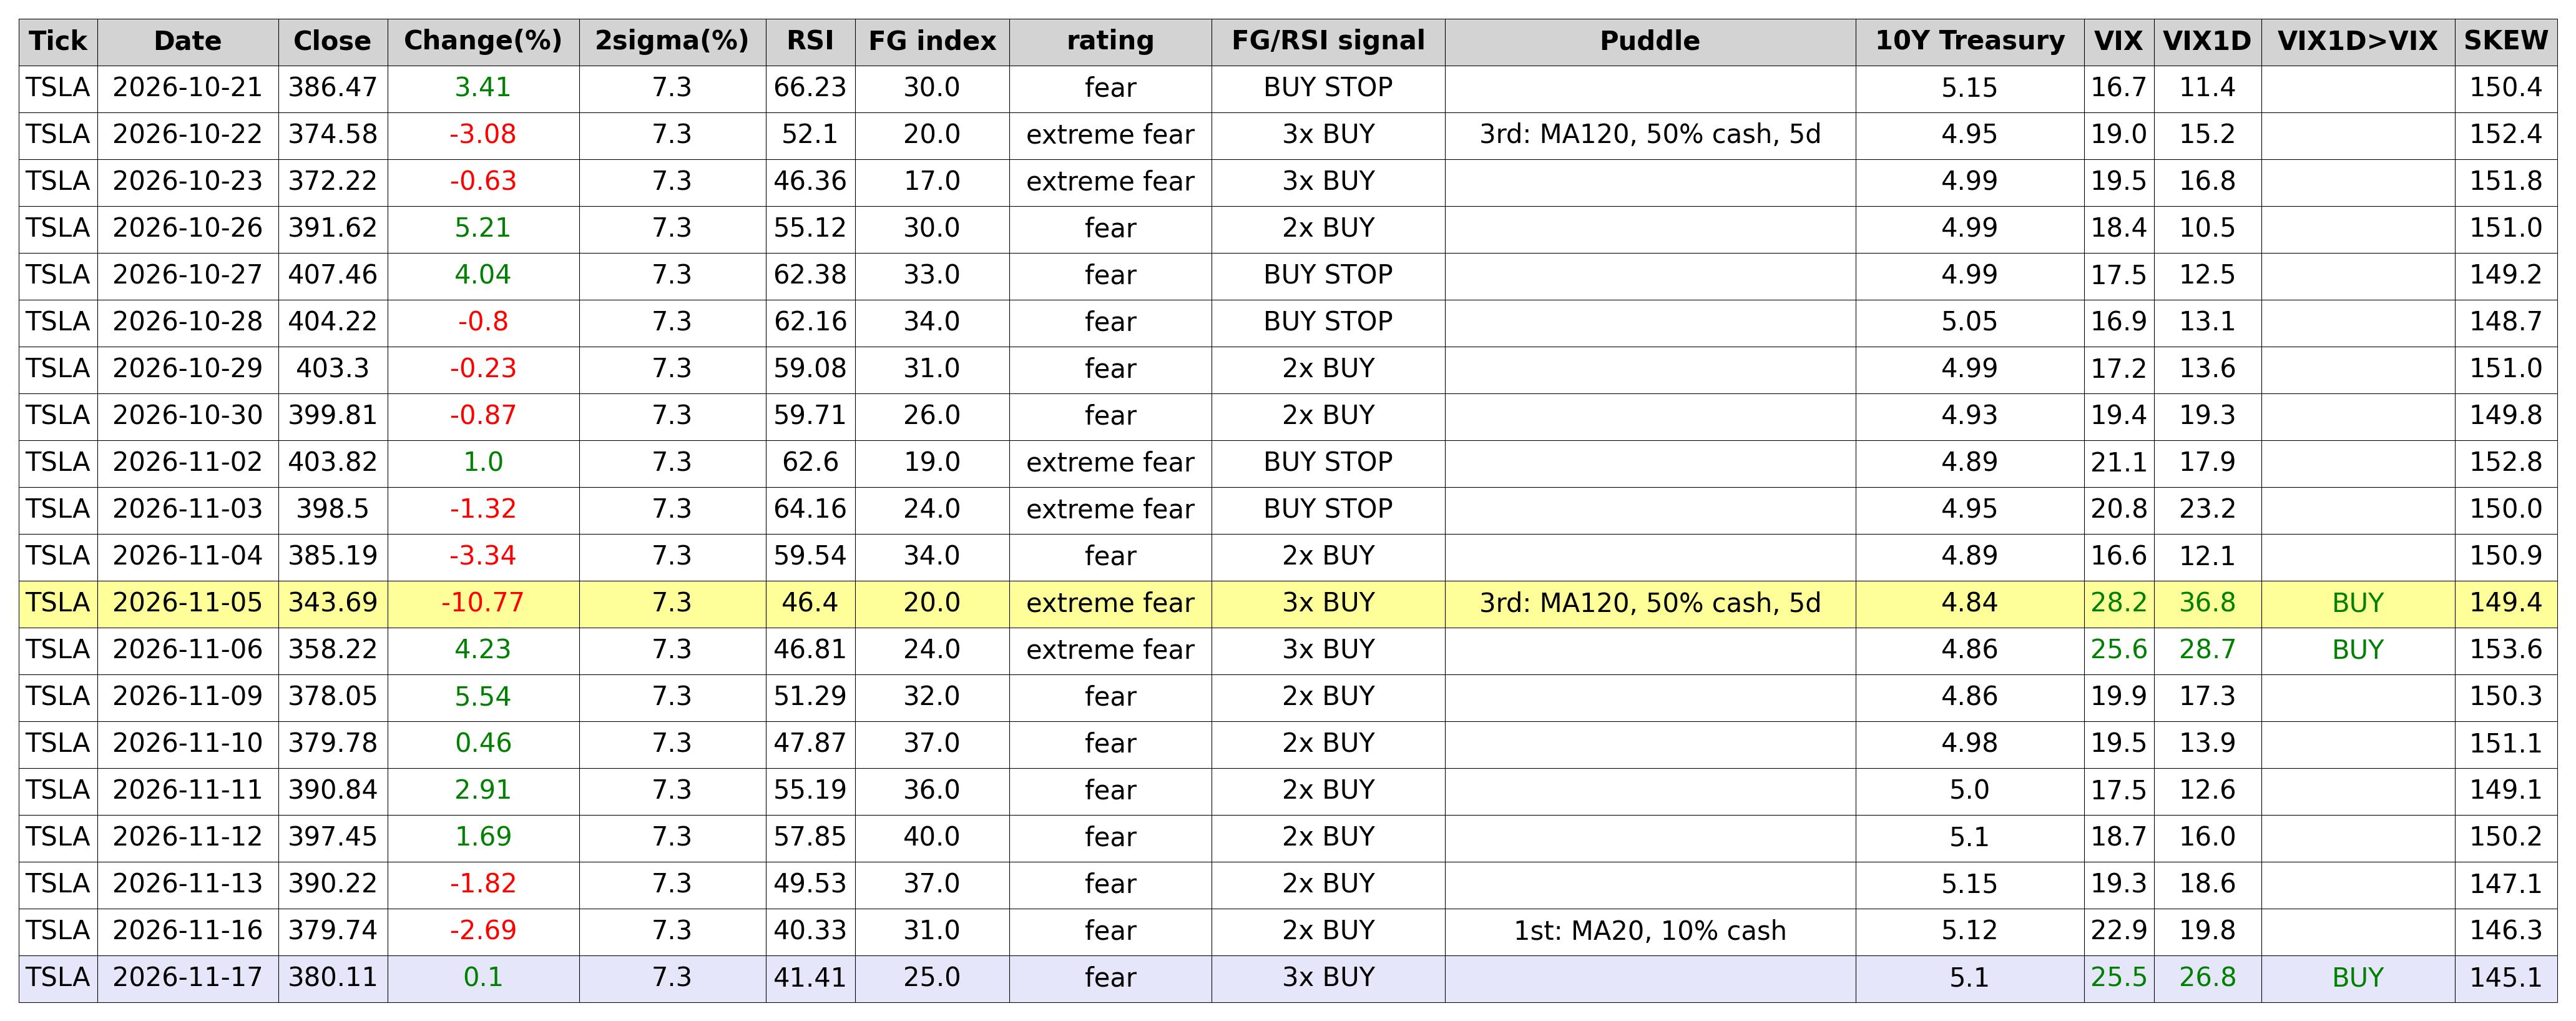 Tick Date Close Change(%) 2sigma(%) RSI FG index rating FG/RSI signal Puddle 10Y Treasury VIX VIX1D VIX1D>VIX SKEW
TSLA 2026-10-21 386.47 3.41 7.3 66.23 30.0 fear BUY STOP 5.15 16.7 11.4 150.4
TSLA 2026-10-22 374.58 -3.08 7.3 52.1 20.0 extreme fear 3x BUY 3rd: MA120, 50% cash, 5d 4.95 19.0 15.2 152.4
TSLA 2026-10-23 372.22 -0.63 7.3 46.36 17.0 extreme fear 3x BUY 4.99 19.5 16.8 151.8
TSLA 2026-10-26 391.62 5.21 7.3 55.12 30.0 fear 2x BUY 4.99 18.4 10.5 151.0
TSLA 2026-10-27 407.46 4.04 7.3 62.38 33.0 fear BUY STOP 4.99 17.5 12.5 149.2
TSLA 2026-10-28 404.22 -0.8 7.3 62.16 34.0 fear BUY STOP 5.05 16.9 13.1 148.7
TSLA 2026-10-29 403.3 -0.23 7.3 59.08 31.0 fear 2x BUY 4.99 17.2 13.6 151.0
TSLA 2026-10-30 399.81 -0.87 7.3 59.71 26.0 fear 2x BUY 4.93 19.4 19.3 149.8
TSLA 2026-11-02 403.82 1.0 7.3 62.6 19.0 extreme fear BUY STOP 4.89 21.1 17.9 152.8
TSLA 2026-11-03 398.5 -1.32 7.3 64.16 24.0 extreme fear BUY STOP 4.95 20.8 23.2 150.0
TSLA 2026-11-04 385.19 -3.34 7.3 59.54 34.0 fear 2x BUY 4.89 16.6 12.1 150.9
TSLA 2026-11-05 343.69 -10.77 7.3 46.4 20.0 extreme fear 3x BUY 3rd: MA120, 50% cash, 5d 4.84 28.2 36.8 BUY 149.4
TSLA 2026-11-06 358.22 4.23 7.3 46.81 24.0 extreme fear 3x BUY 4.86 25.6 28.7 BUY 153.6
TSLA 2026-11-09 378.05 5.54 7.3 51.29 32.0 fear 2x BUY 4.86 19.9 17.3 150.3
TSLA 2026-11-10 379.78 0.46 7.3 47.87 37.0 fear 2x BUY 4.98 19.5 13.9 151.1
TSLA 2026-11-11 390.84 2.91 7.3 55.19 36.0 fear 2x BUY 5.0 17.5 12.6 149.1
TSLA 2026-11-12 397.45 1.69 7.3 57.85 40.0 fear 2x BUY 5.1 18.7 16.0 150.2
TSLA 2026-11-13 390.22 -1.82 7.3 49.53 37.0 fear 2x BUY 5.15 19.3 18.6 147.1
TSLA 2026-11-16 379.74 -2.69 7.3 40.33 31.0 fear 2x BUY 1st: MA20, 10% cash 5.12 22.9 19.8 146.3
TSLA 2026-11-17 380.11 0.1 7.3 41.41 25.0 fear 3x BUY 5.1 25.5 26.8 BUY 145.1